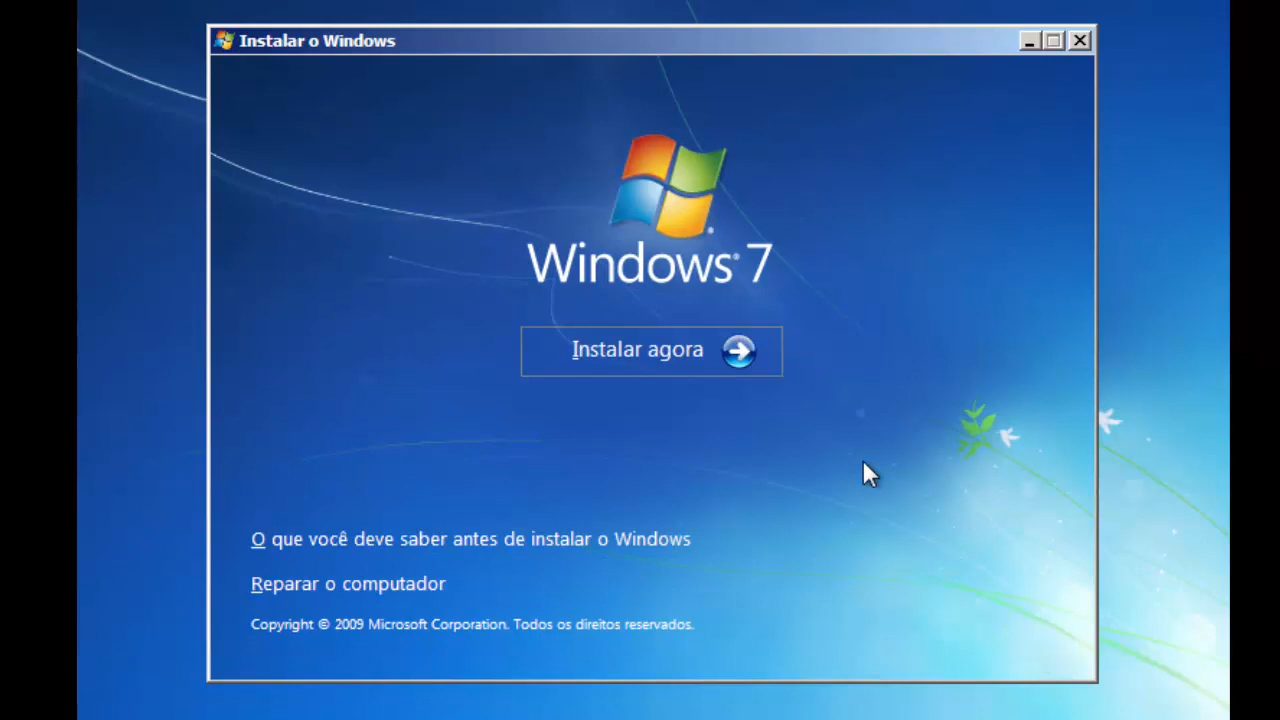 Instalar o Windows
Windows® 7
Instalar agora
O que você deve saber antes de instalar o Windows
Reparar o computador
Copyright © 2009 Microsoft Corporation. Todos os direitos reservados.